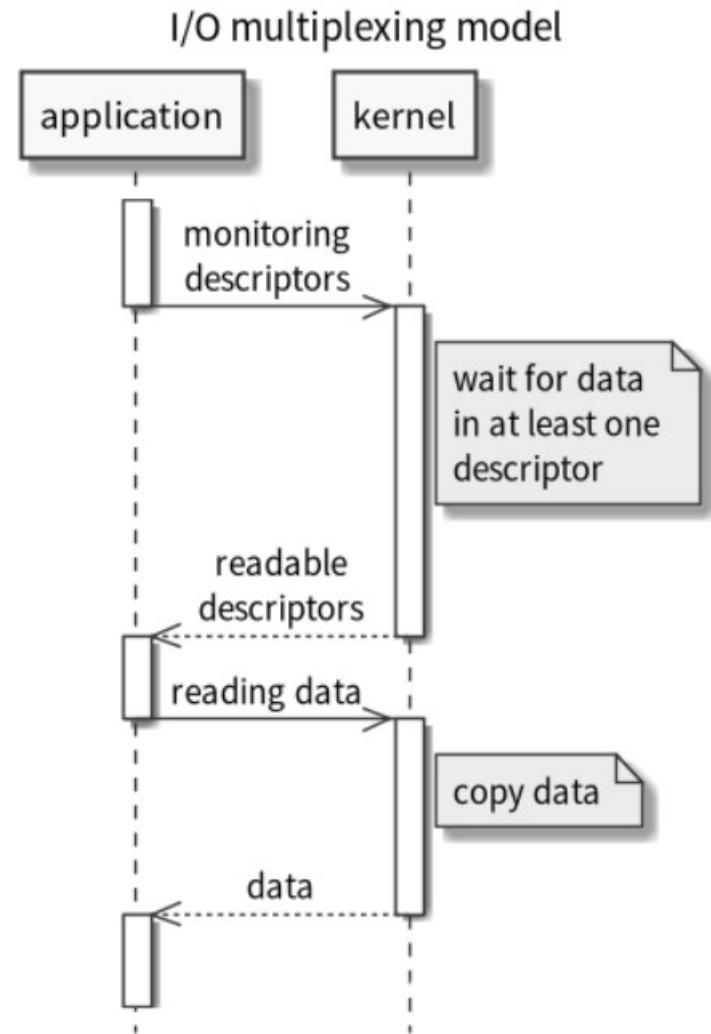 I/O multiplexing model
application
kernel
monitoring
descriptors
wait for data
in at least one
descriptor
readable
descriptors
reading data
copy data
data